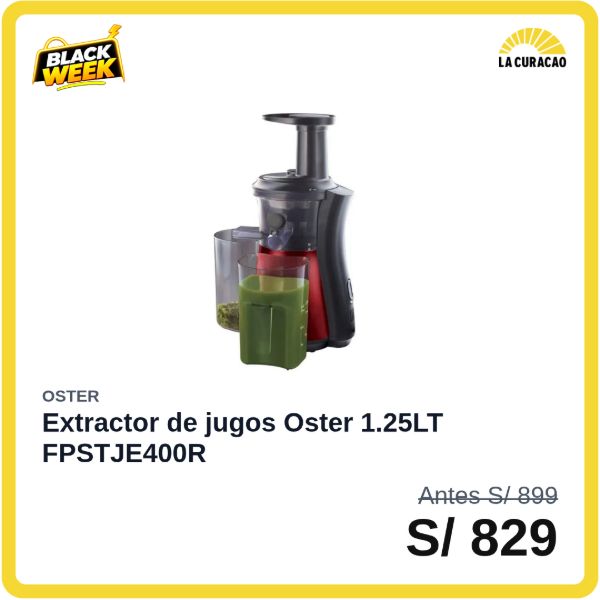 BLACK
WEEK
LA CURACAO
OSTER
Extractor de jugos Oster 1.25LT
FPSTJE400R
Antes S/ 899
S/ 829